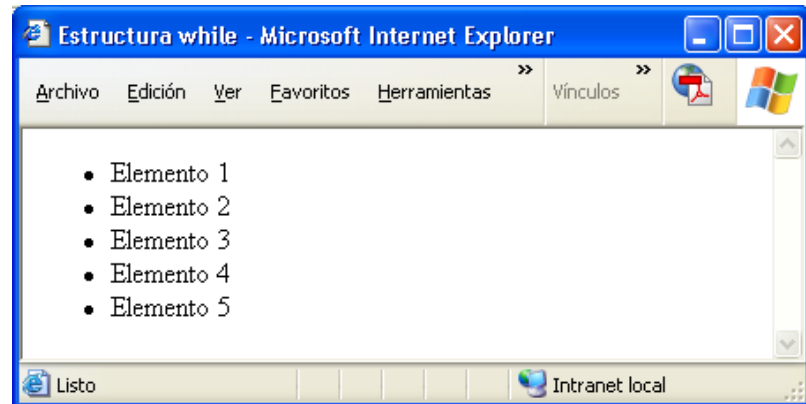 Estructura while - Microsoft Internet Explorer
Archivo Edición Ver Favoritos Herramientas » Vínculos »
• Elemento 1
• Elemento 2
• Elemento 3
• Elemento 4
• Elemento 5
Listo Intranet local